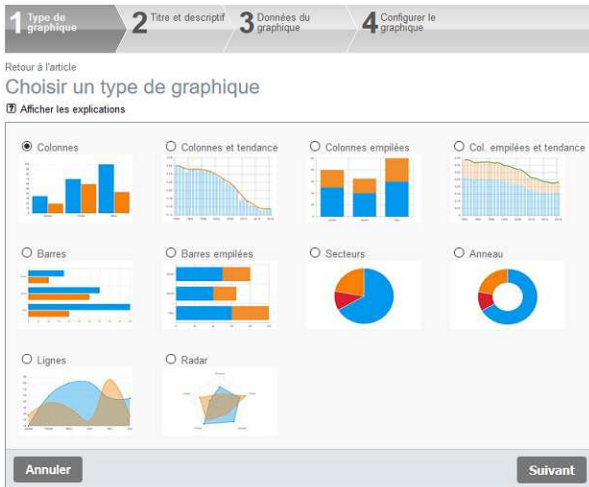 1 Type de graphique
2 Titre et descriptif
3 Données du graphique
4 Configurer le graphique
Retour à l'article
Choisir un type de graphique
? Afficher les explications
Colonnes
Colonnes et tendance
Colonnes empilées
Col. empilées et tendance
Barres
Barres empilées
Secteurs
Anneau
Lignes
Radar
Annuler
Suivant